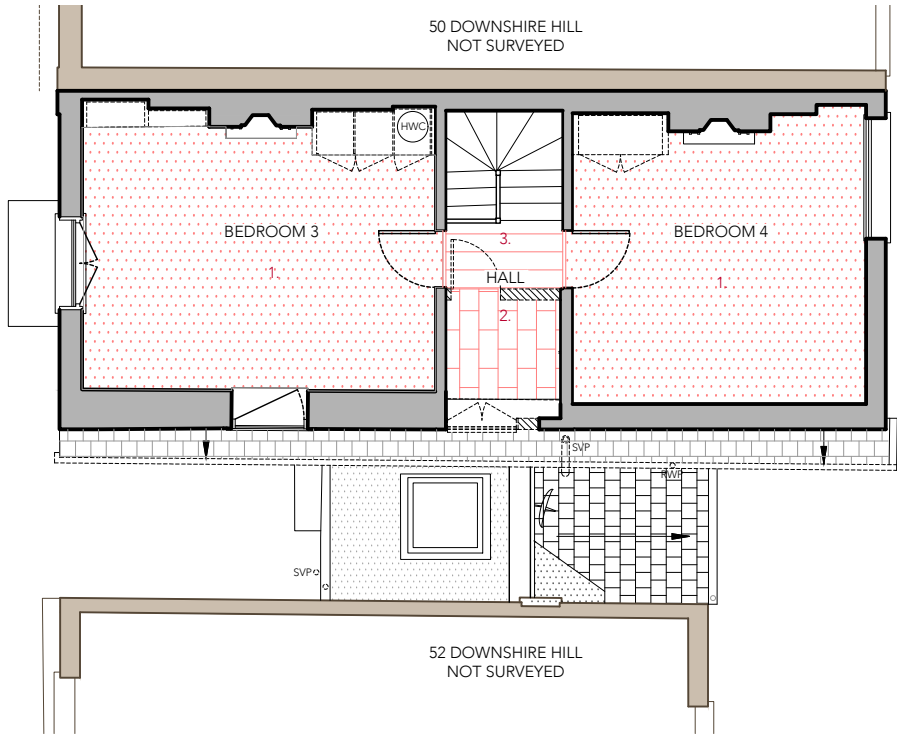 50 DOWNSHIRE HILL
NOT SURVEYED
HWC
BEDROOM 3
3.
BEDROOM 4
1.
HALL
1.
2.
SVP
RWP
SVP
52 DOWNSHIRE HILL
NOT SURVEYED